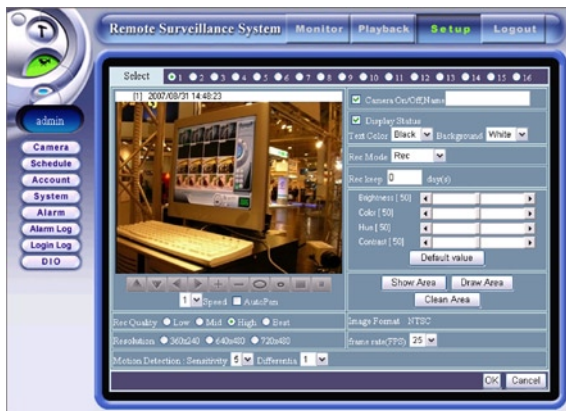 Remote Surveillance System Monitor Playback Setup Logout
Select 1 2 3 4 5 6 7 8 9 10 11 12 13 14 15 16
[1] 2007/08/31 14:48:23
Camera On/Off,Name
Display Status
Text Color Black Background White
Rec Mode Rec
Rec keep 0 day(s)
Brightness [ 50]
Color [ 50]
Hue [ 50]
Contrast [ 50]
Default value
Show Area Draw Area
Clean Area
admin
Camera
Schedule
Account
System
Alarm
Alarm Log
Login Log
DIO
1 Speed AutoPan
Rec Quality Low Mid High Best
Image Format NTSC
Resolution 360x240 640x480 720x480
frame rate(FPS) 25
Motion Detection : Sensitivity 5 Differentia 1
OK Cancel